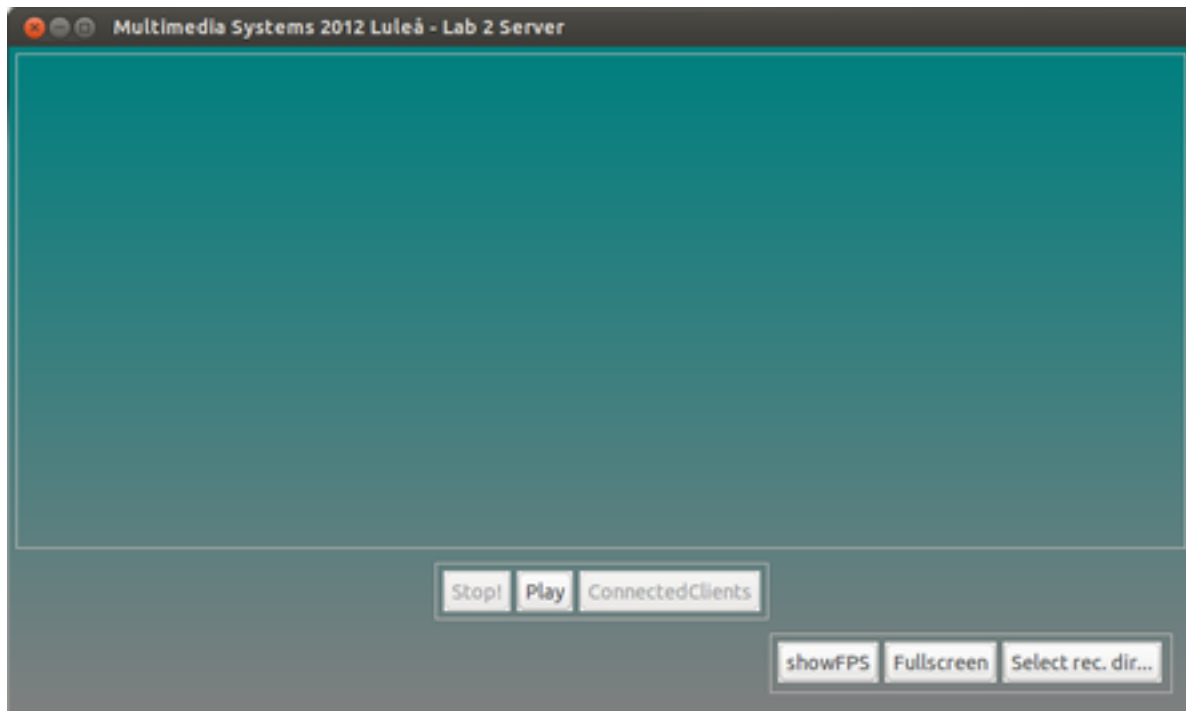 Multimedia Systems 2012 Luleå - Lab 2 Server
Stop! Play ConnectedClients
showFPS Fullscreen Select rec. dir...